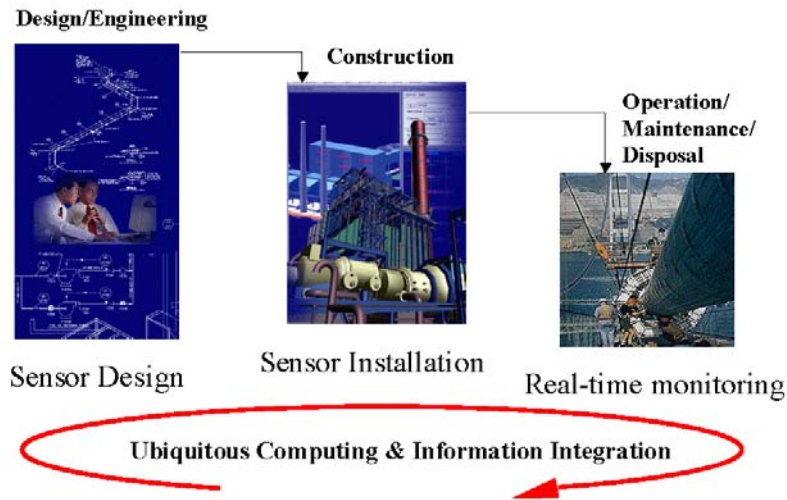 Design/Engineering
Construction
Operation/
Maintenance/
Disposal
Sensor Design
Sensor Installation
Real-time monitoring
Ubiquitous Computing & Information Integration